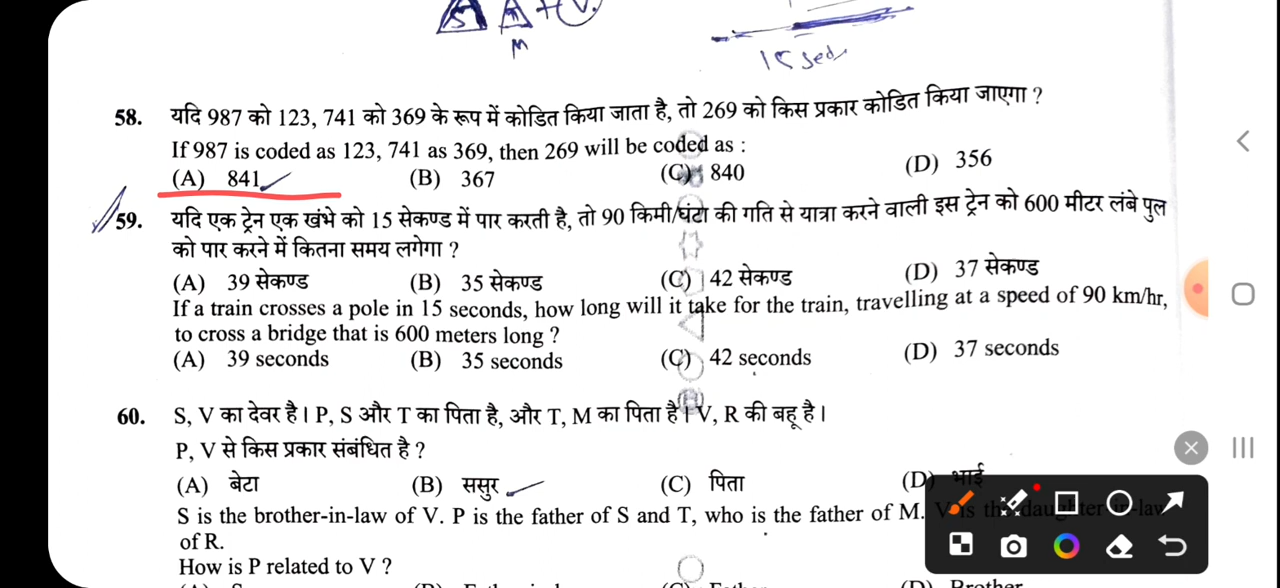 M
15 sec
58. यदि 987 को 123, 741 को 369 के रूप में कोडित किया जाता है, तो 269 को किस प्रकार कोडित किया जाएगा ?
If 987 is coded as 123, 741 as 369, then 269 will be coded as :
(A) 841 (B) 367 (C) 840 (D) 356
59. यदि एक ट्रेन एक खंभे को 15 सेकण्ड में पार करती है, तो 90 किमी/घंटा की गति से यात्रा करने वाली इस ट्रेन को 600 मीटर लंबे पुल
को पार करने में कितना समय लगेगा ?
(A) 39 सेकण्ड (B) 35 सेकण्ड (C) 42 सेकण्ड (D) 37 सेकण्ड
If a train crosses a pole in 15 seconds, how long will it take for the train, travelling at a speed of 90 km/hr,
to cross a bridge that is 600 meters long ?
(A) 39 seconds (B) 35 seconds (C) 42 seconds (D) 37 seconds
60. S, V का देवर है। P, S और T का पिता है, और T, M का पिता है। V, R की बहू है।
P, V से किस प्रकार संबंधित है ?
(A) बेटा (B) ससुर (C) पिता (D) भाई
S is the brother-in-law of V. P is the father of S and T, who is the father of M. V is the daughter-in-law
of R.
How is P related to V ?